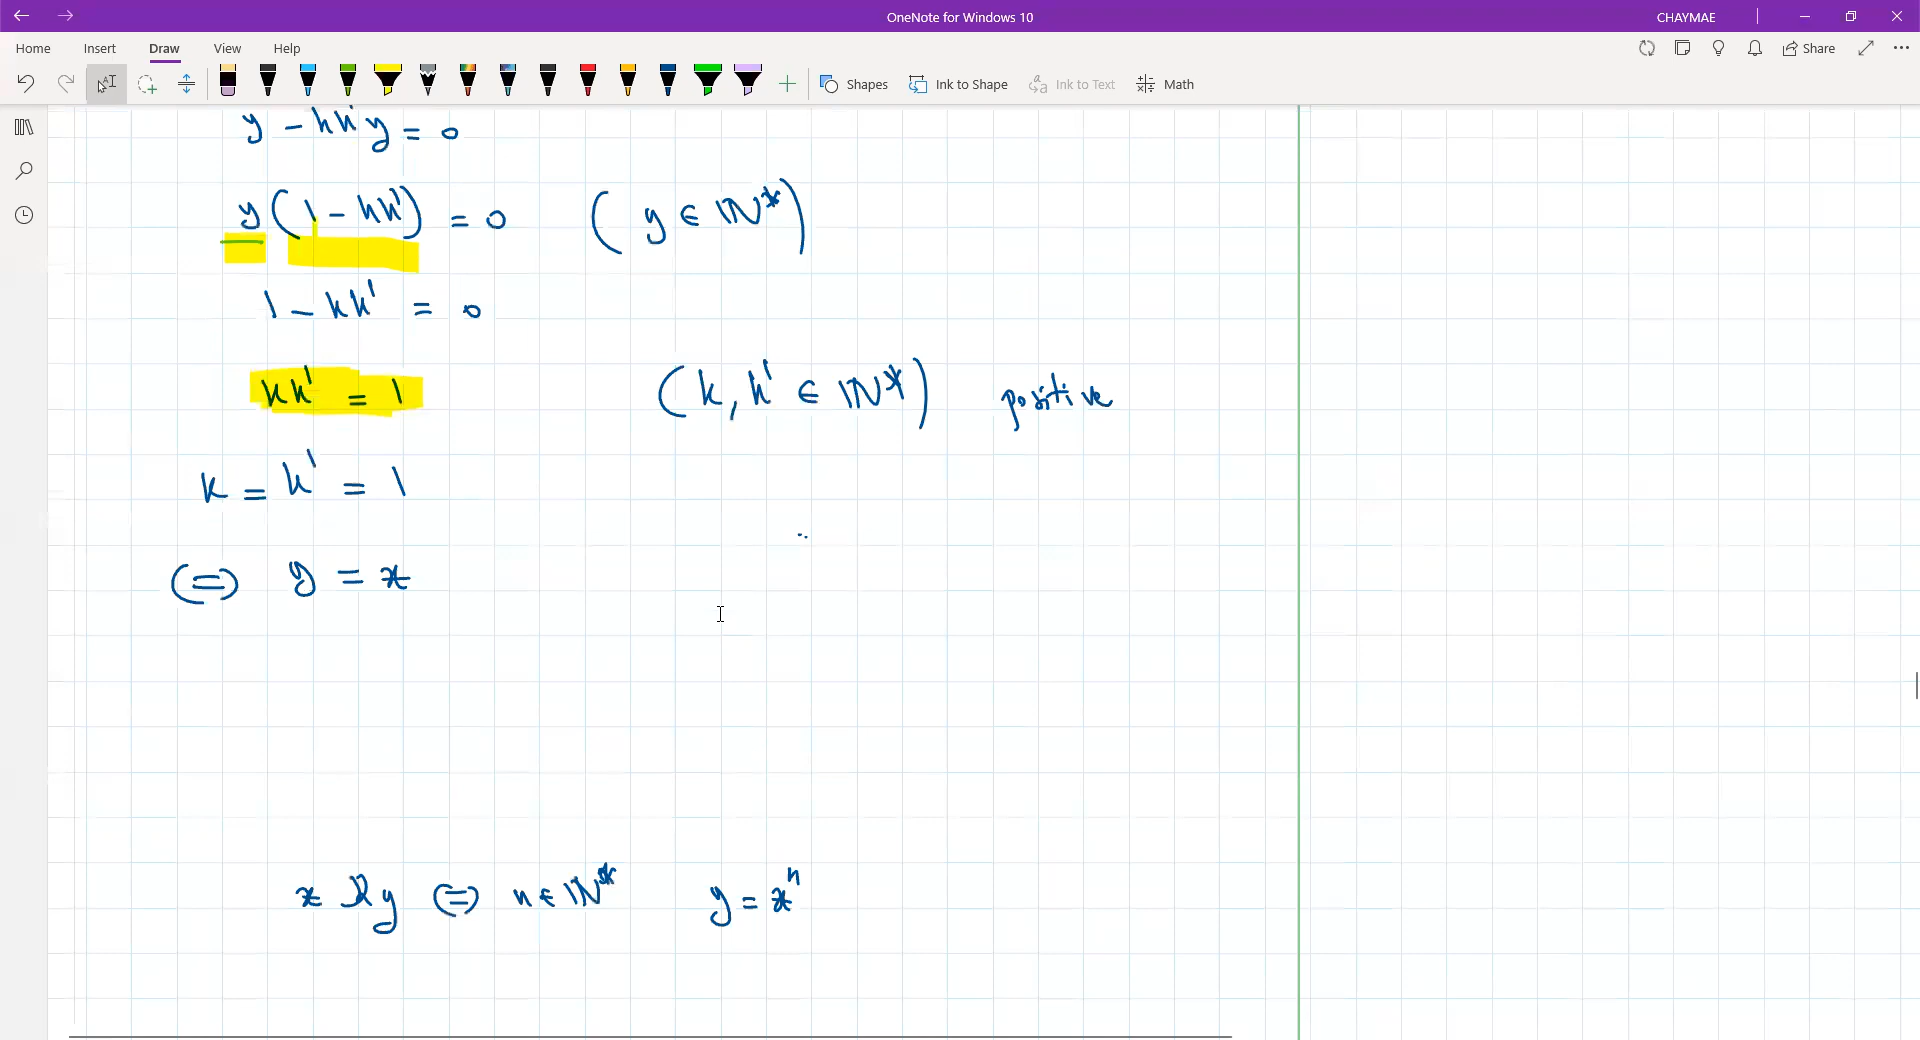 OneNote for Windows 10
CHAYMAE
Home Insert Draw View Help
Share
Shapes Ink to Shape Ink to Text Math
y - kk'y = 0
y(1 - kk') = 0 (y ∈ ℕ*)
1 - kk' = 0
kk' = 1 (k, k' ∈ ℕ*) positive
k = k' = 1
(=) y = x
x R y (=) n ∈ ℕ* y = xⁿ